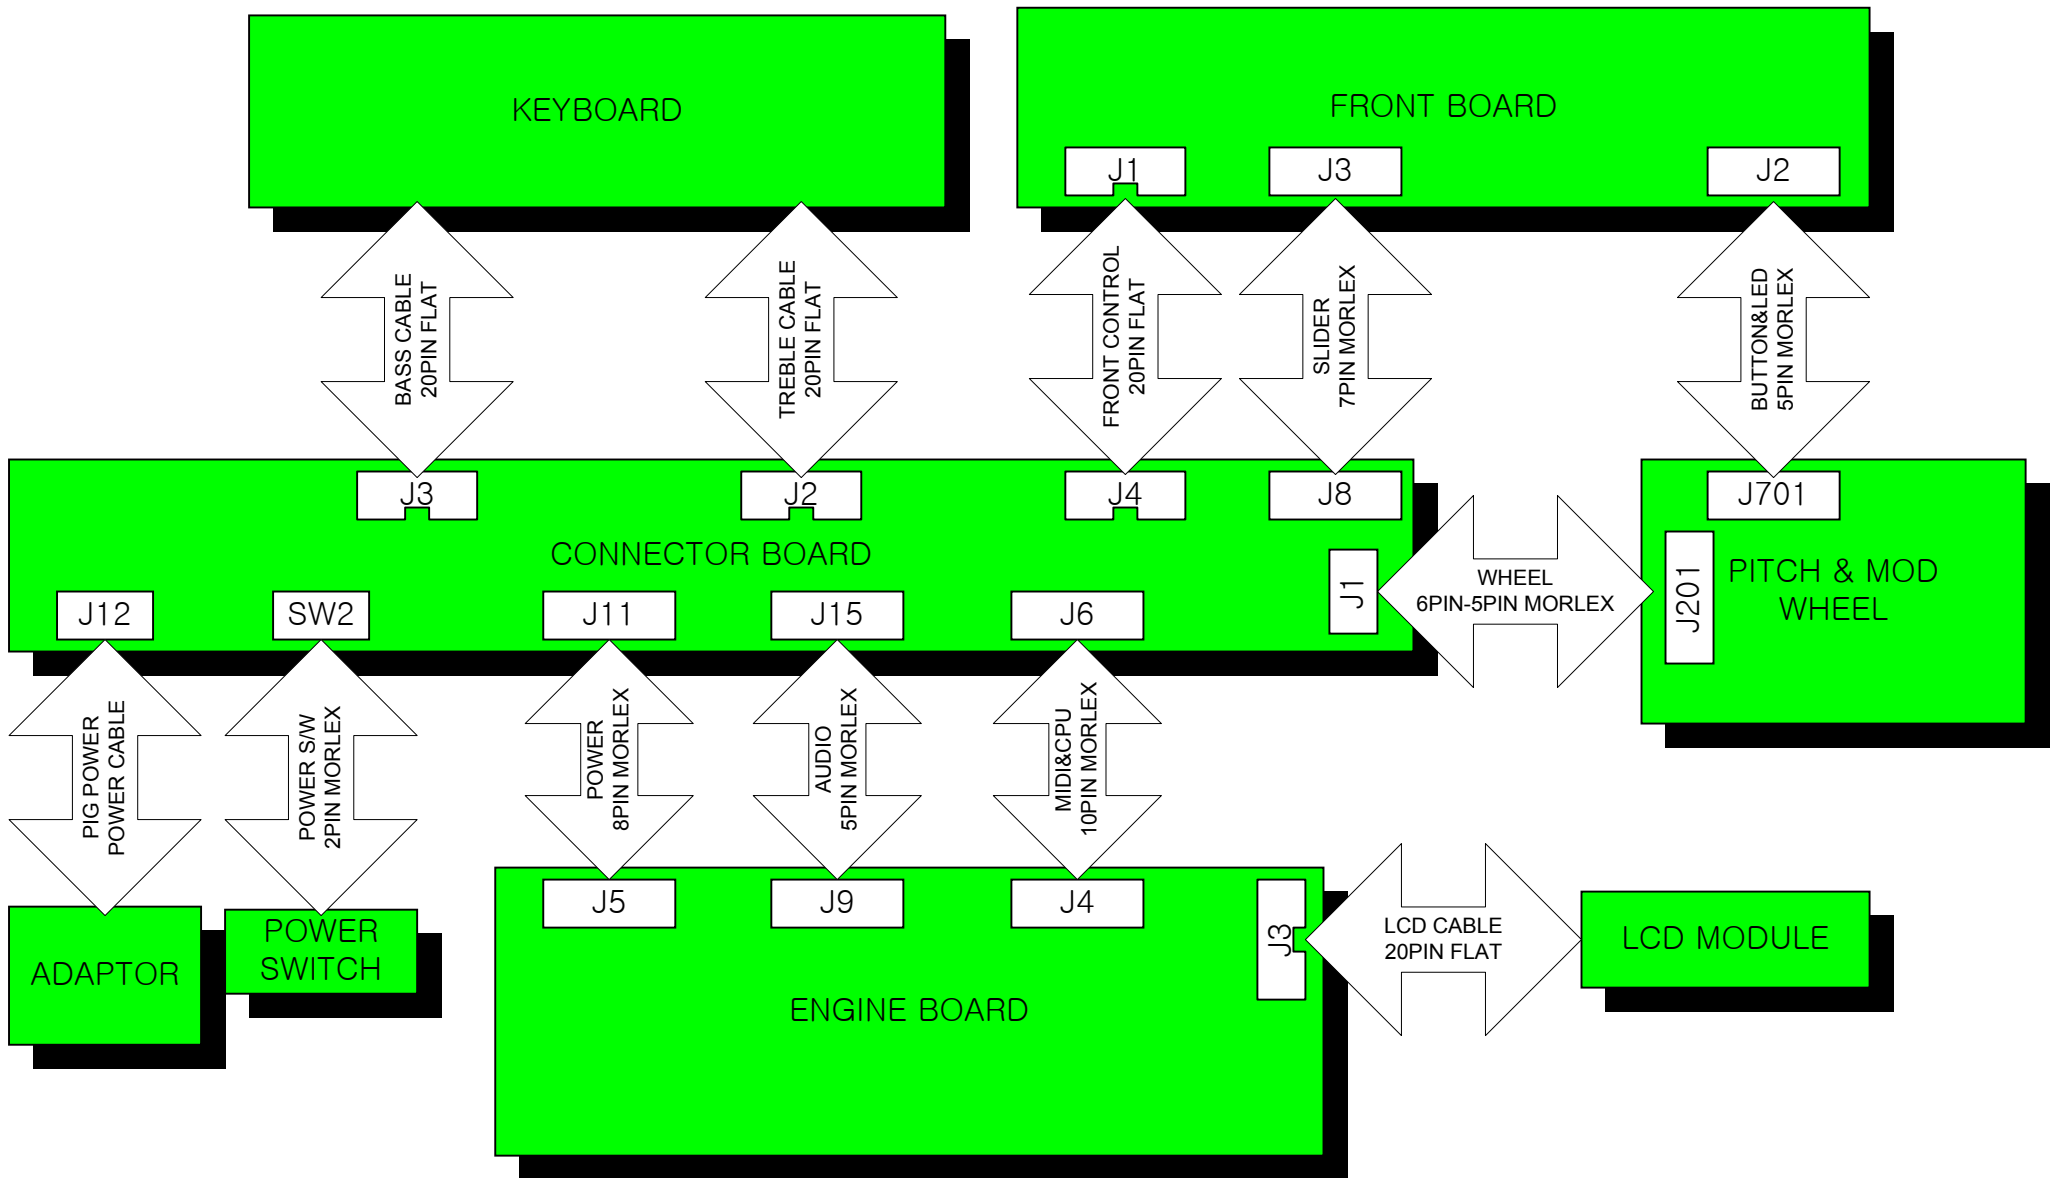 KEYBOARD
FRONT BOARD
J1
J3
J2
BASS CABLE
20PIN FLAT
TREBLE CABLE
20PIN FLAT
FRONT CONTROL
20PIN FLAT
SLIDER
7PIN MORLEX
BUTTON&LED
5PIN MORLEX
J3
J2
J4
J8
J701
CONNECTOR BOARD
J1
WHEEL
6PIN-5PIN MORLEX
J201
PITCH & MOD
WHEEL
J12
SW2
J11
J15
J6
PIG POWER
POWER CABLE
POWER S/W
2PIN MORLEX
POWER
8PIN MORLEX
AUDIO
5PIN MORLEX
MIDI&CPU
10PIN MORLEX
J5
J9
J4
J3
LCD CABLE
20PIN FLAT
LCD MODULE
ADAPTOR
POWER
SWITCH
ENGINE BOARD